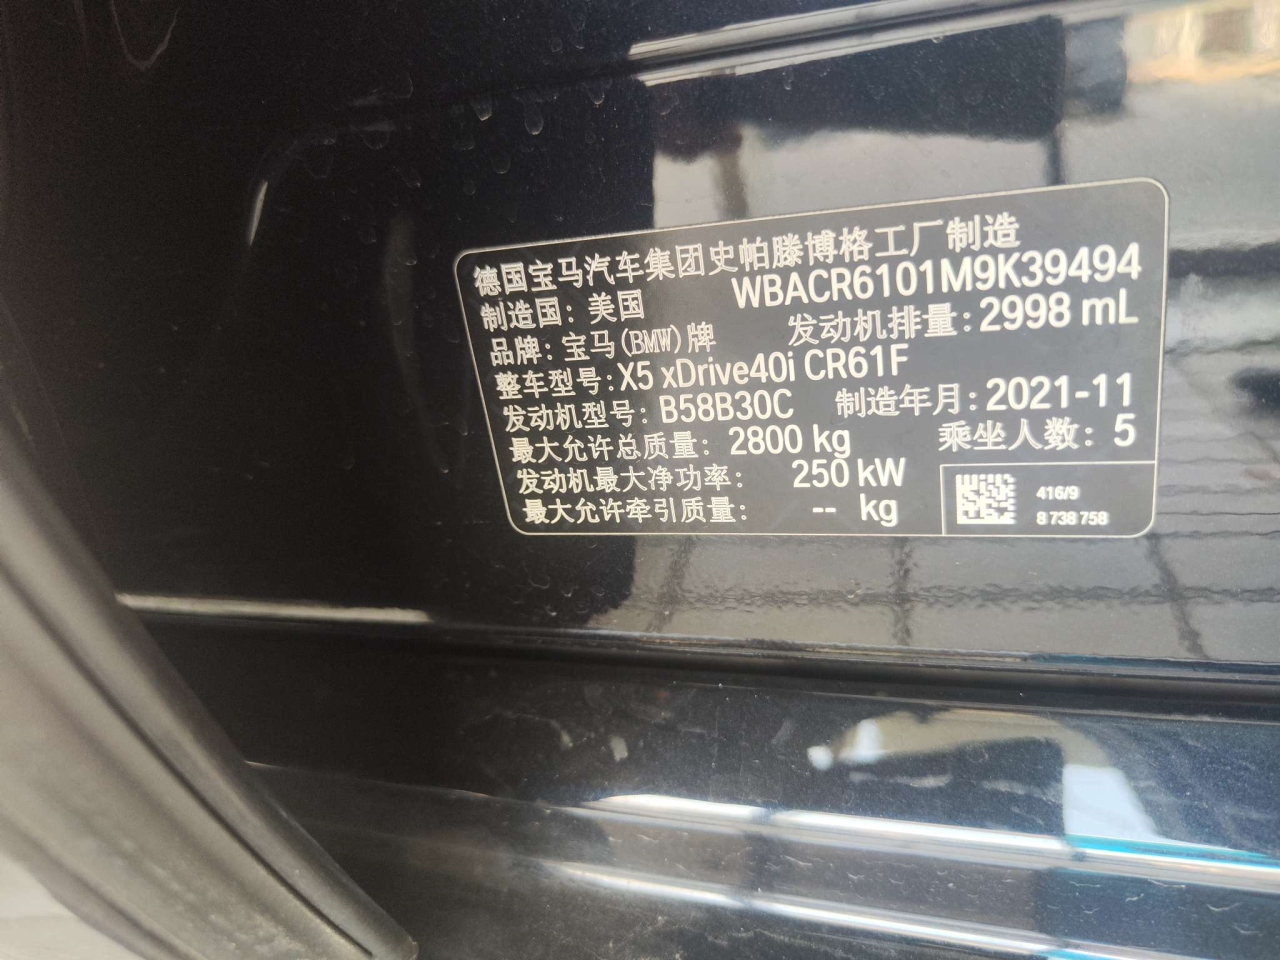 德国宝马汽车集团史帕滕博格工厂制造
制造国: 美国 WBACR6101M9K39494
品牌: 宝马(BMW)牌 发动机排量: 2998 mL
整车型号: X5 xDrive40i CR61F
发动机型号: B58B30C 制造年月: 2021-11
最大允许总质量: 2800 kg 乘坐人数: 5
发动机最大净功率: 250 kW
最大允许牵引质量: -- kg
416/9
8 738 758